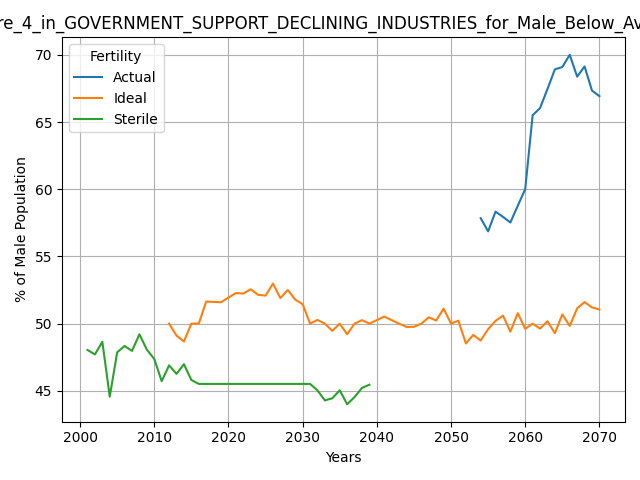 re_4_in_GOVERNMENT_SUPPORT_DECLINING_INDUSTRIES_for_Male_Below_Av
Fertility
Actual
Ideal
Sterile
% of Male Population
70
65
60
55
50
45
2000 2010 2020 2030 2040 2050 2060 2070
Years